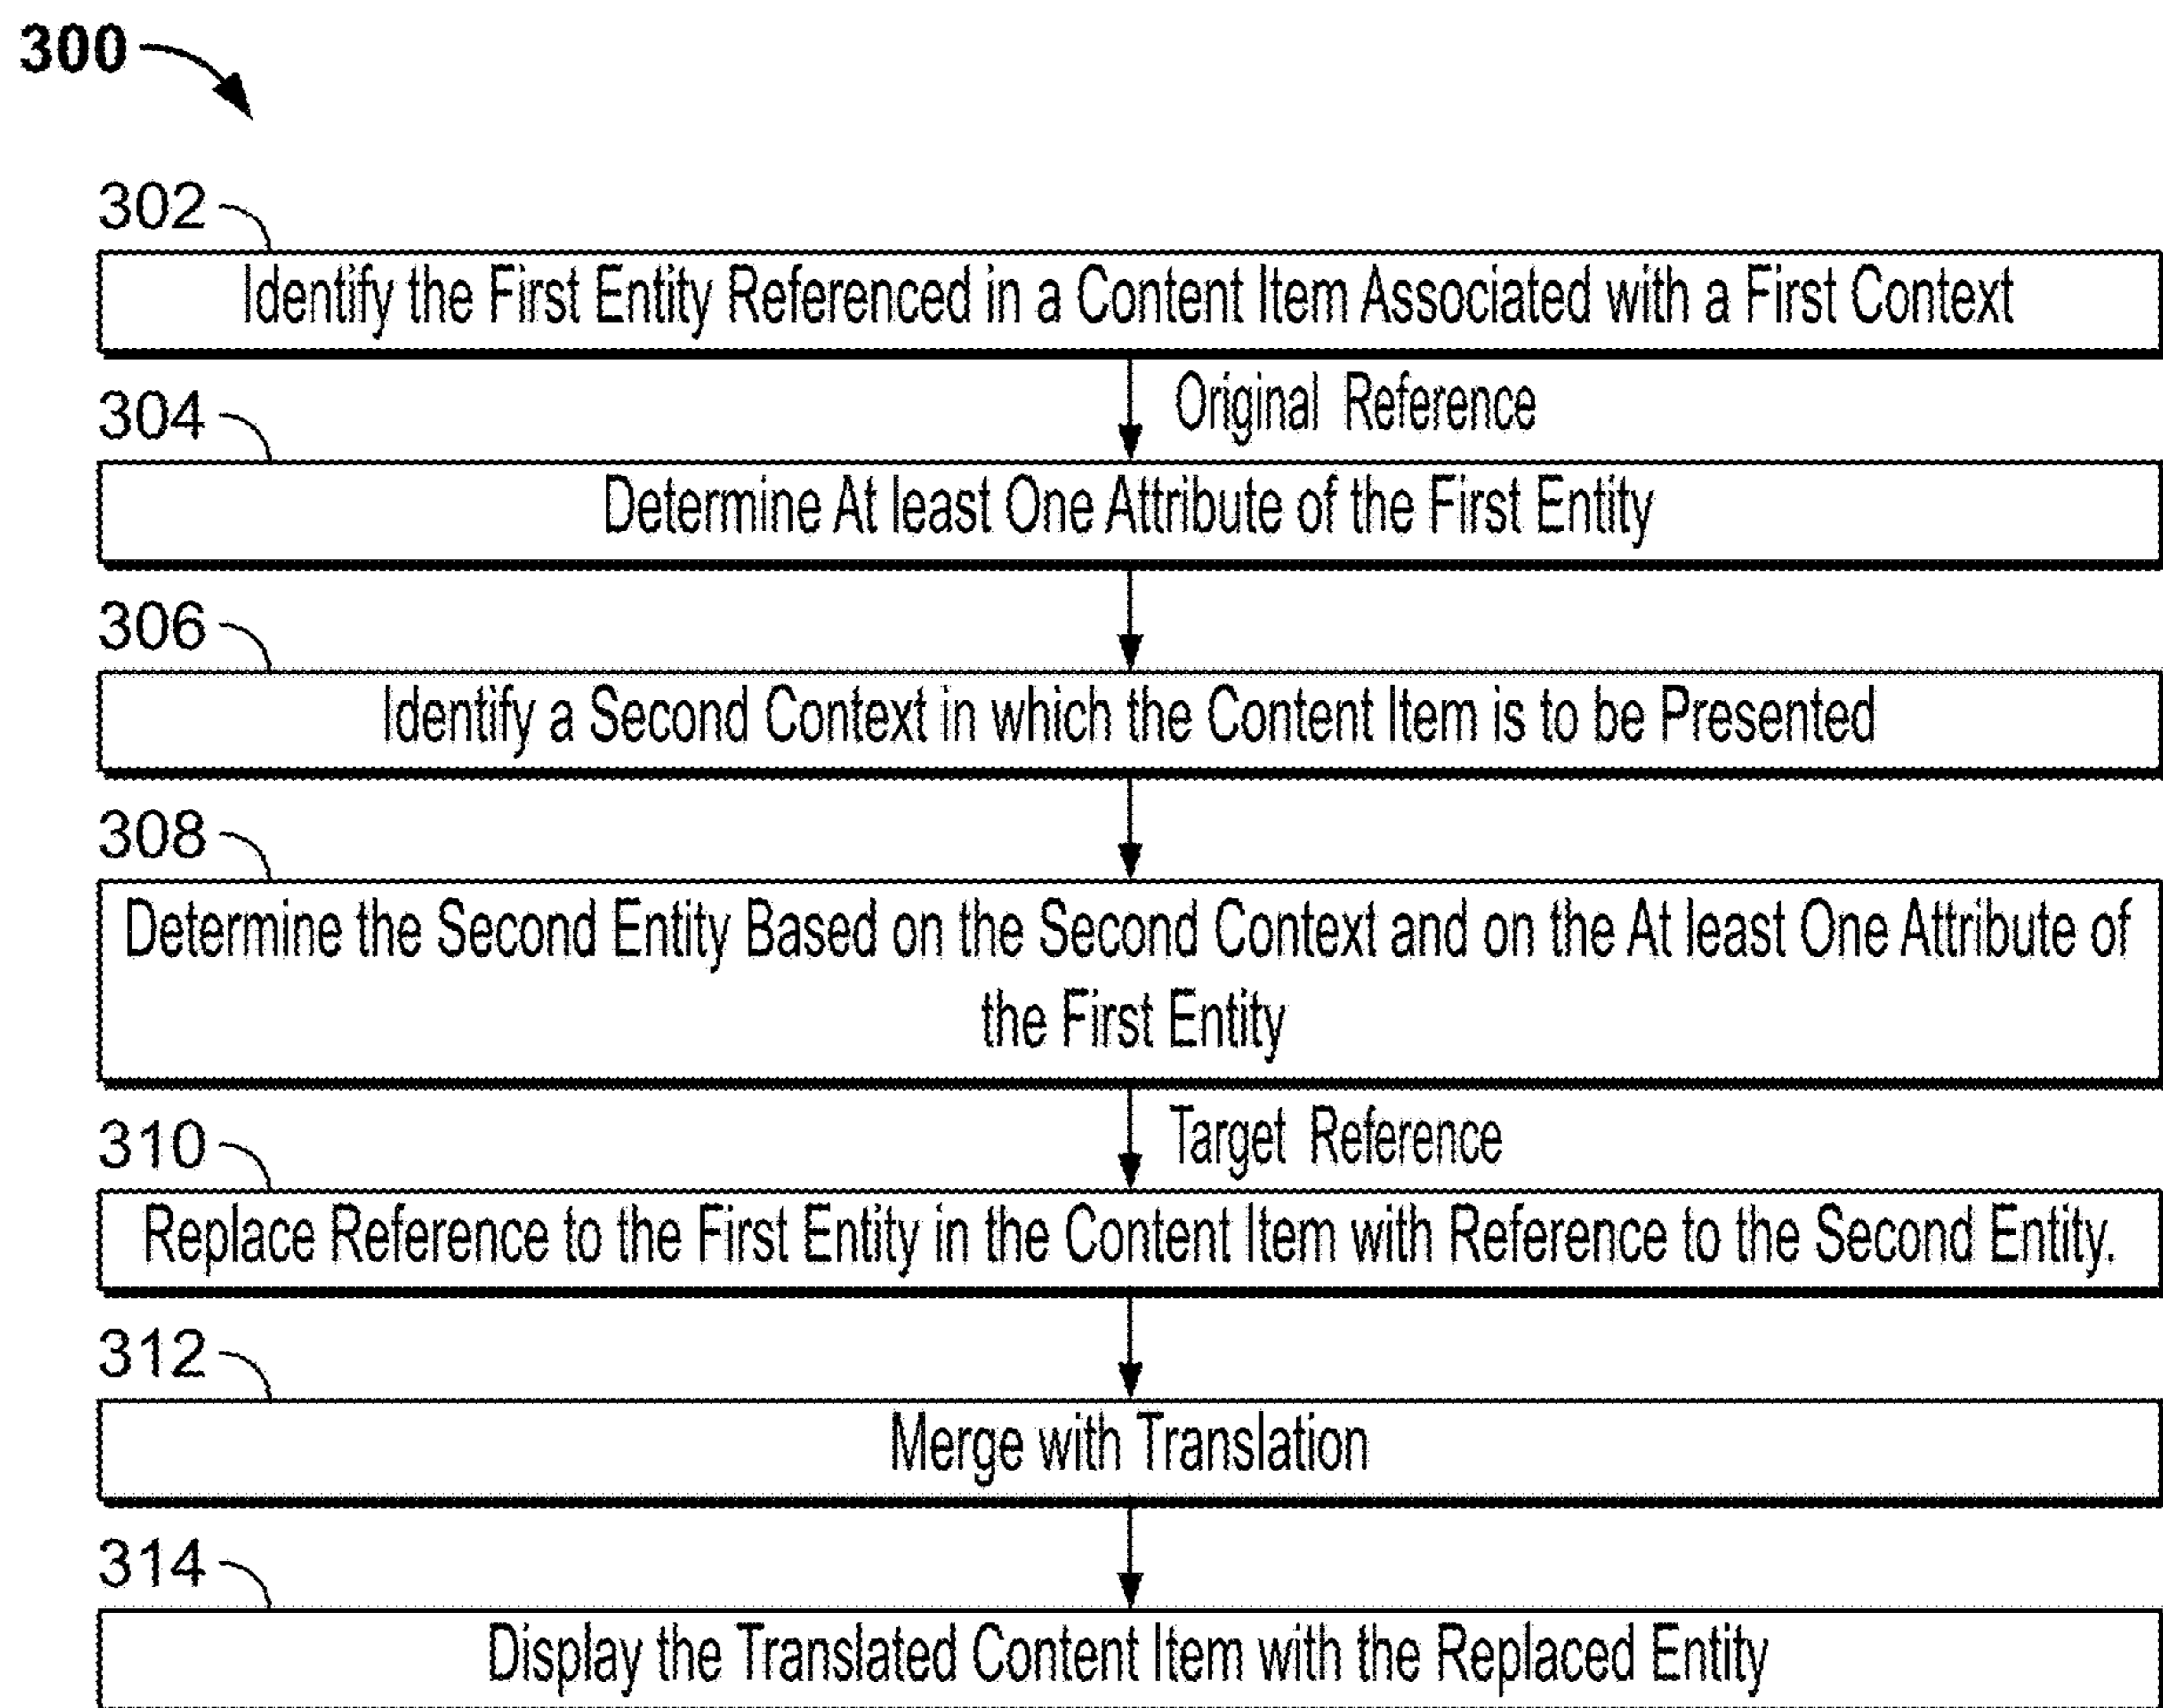 300
302
Identify the First Entity Referenced in a Content Item Associated with a First Context
Original Reference
304
Determine At least One Attribute of the First Entity
306
Identify a Second Context in which the Content Item is to be Presented
308
Determine the Second Entity Based on the Second Context and on the At least One Attribute of
the First Entity
Target Reference
310
Replace Reference to the First Entity in the Content Item with Reference to the Second Entity.
312
Merge with Translation
314
Display the Translated Content Item with the Replaced Entity